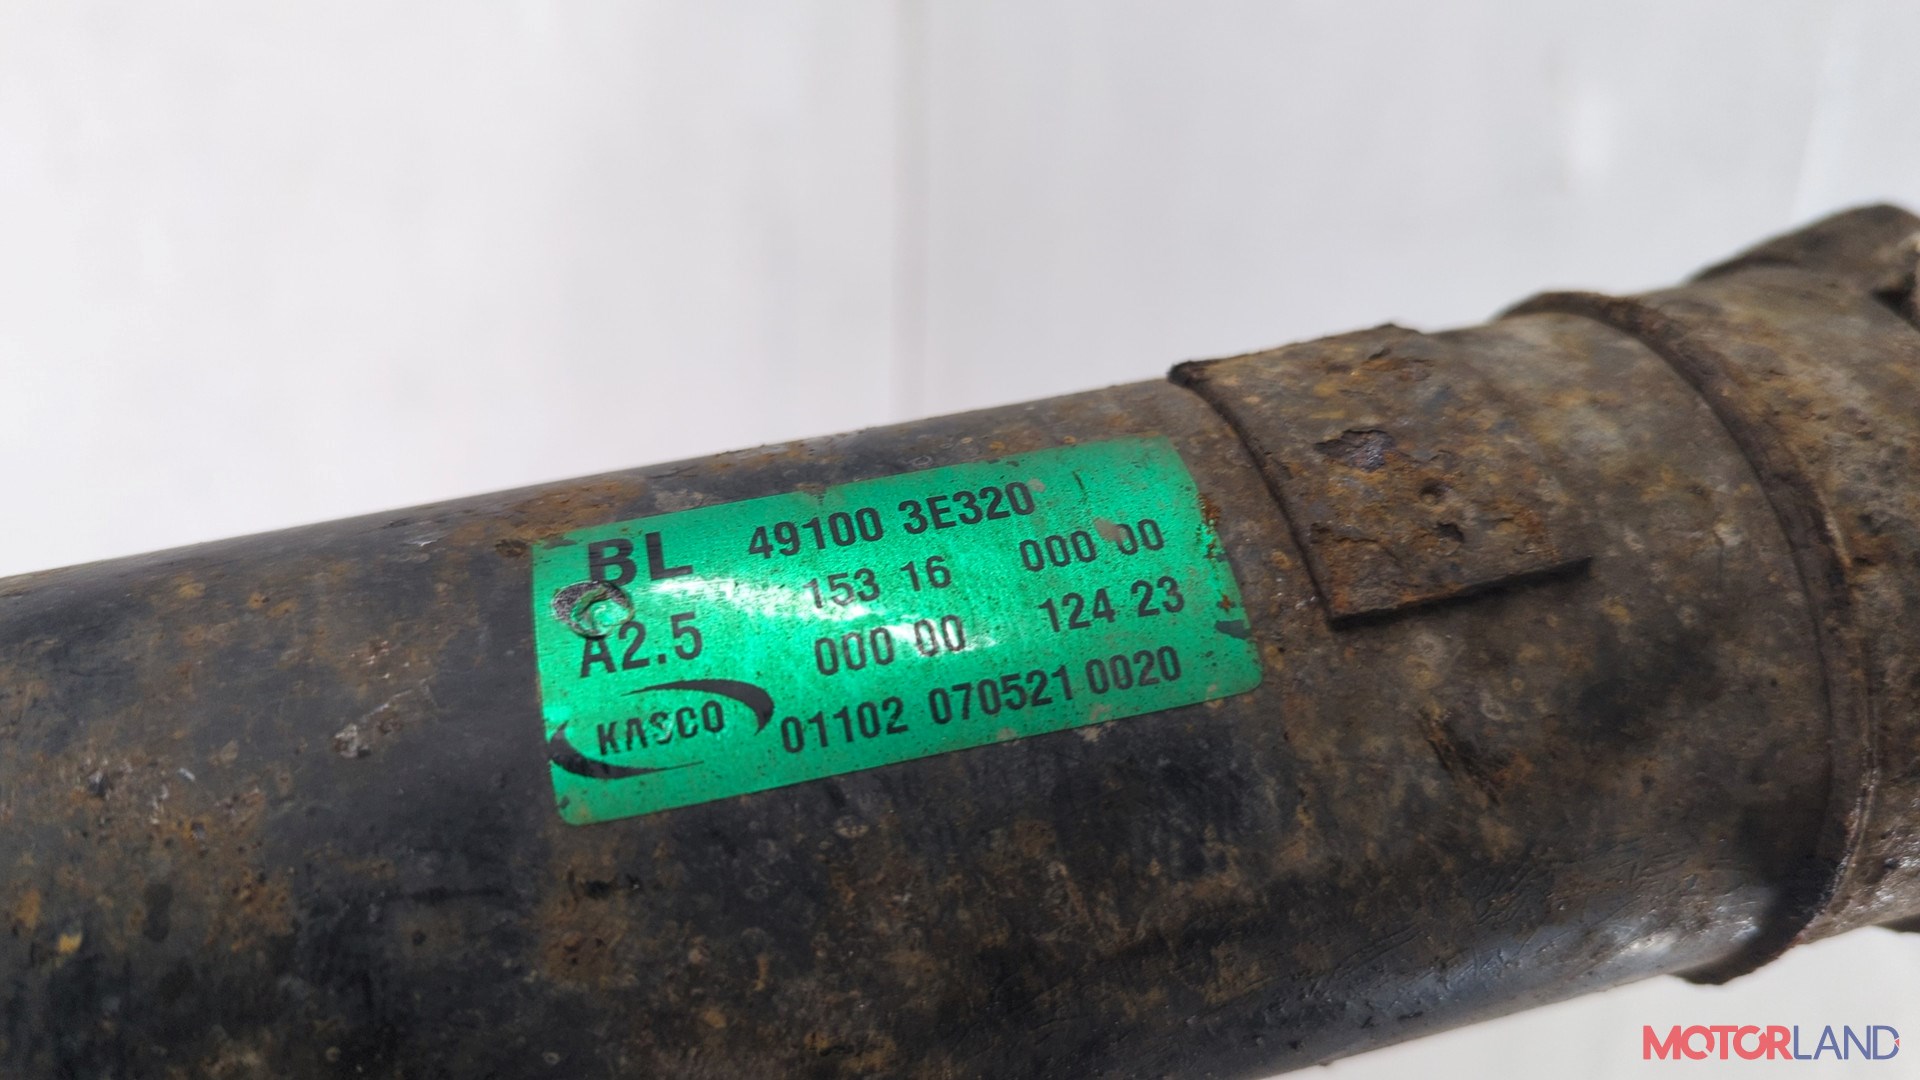 BL 49100 3E320
153 16 000 00
A2.5 000 00 124 23
KASCO 01102 070521 0020
MOTORLAND